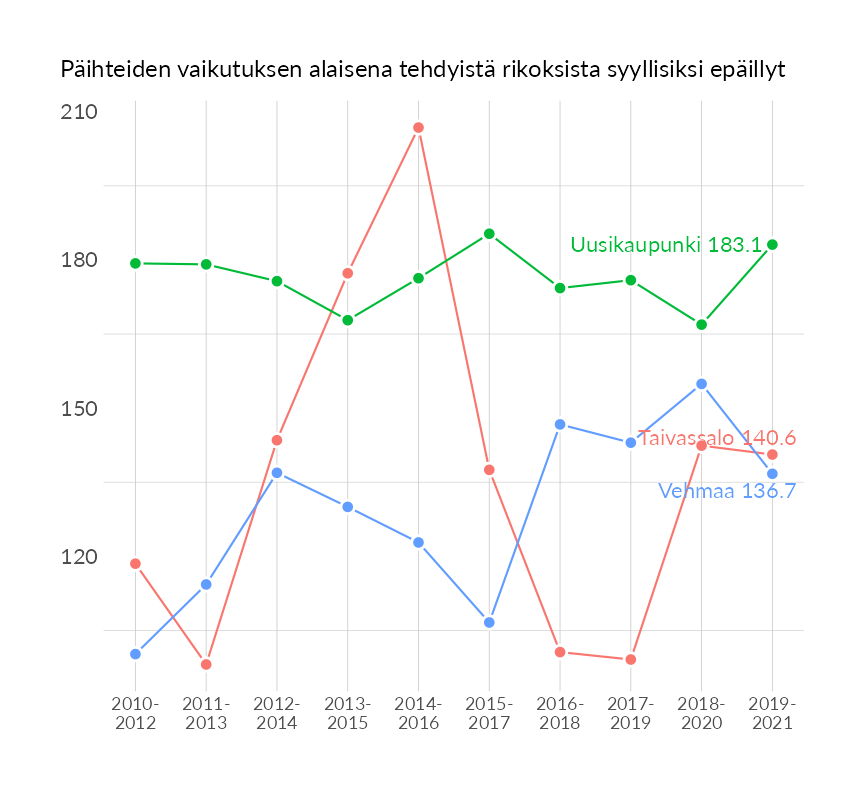 Päihteiden vaikutuksen alaisena tehdyistä rikoksista syyllisiksi epäillyt
210
180
150
120
Uusikaupunki 183.1
Taivassalo 140.6
Vehmaa 136.7
2010- 2011- 2012- 2013- 2014- 2015- 2016- 2017- 2018- 2019-
2012 2013 2014 2015 2016 2017 2018 2019 2020 2021